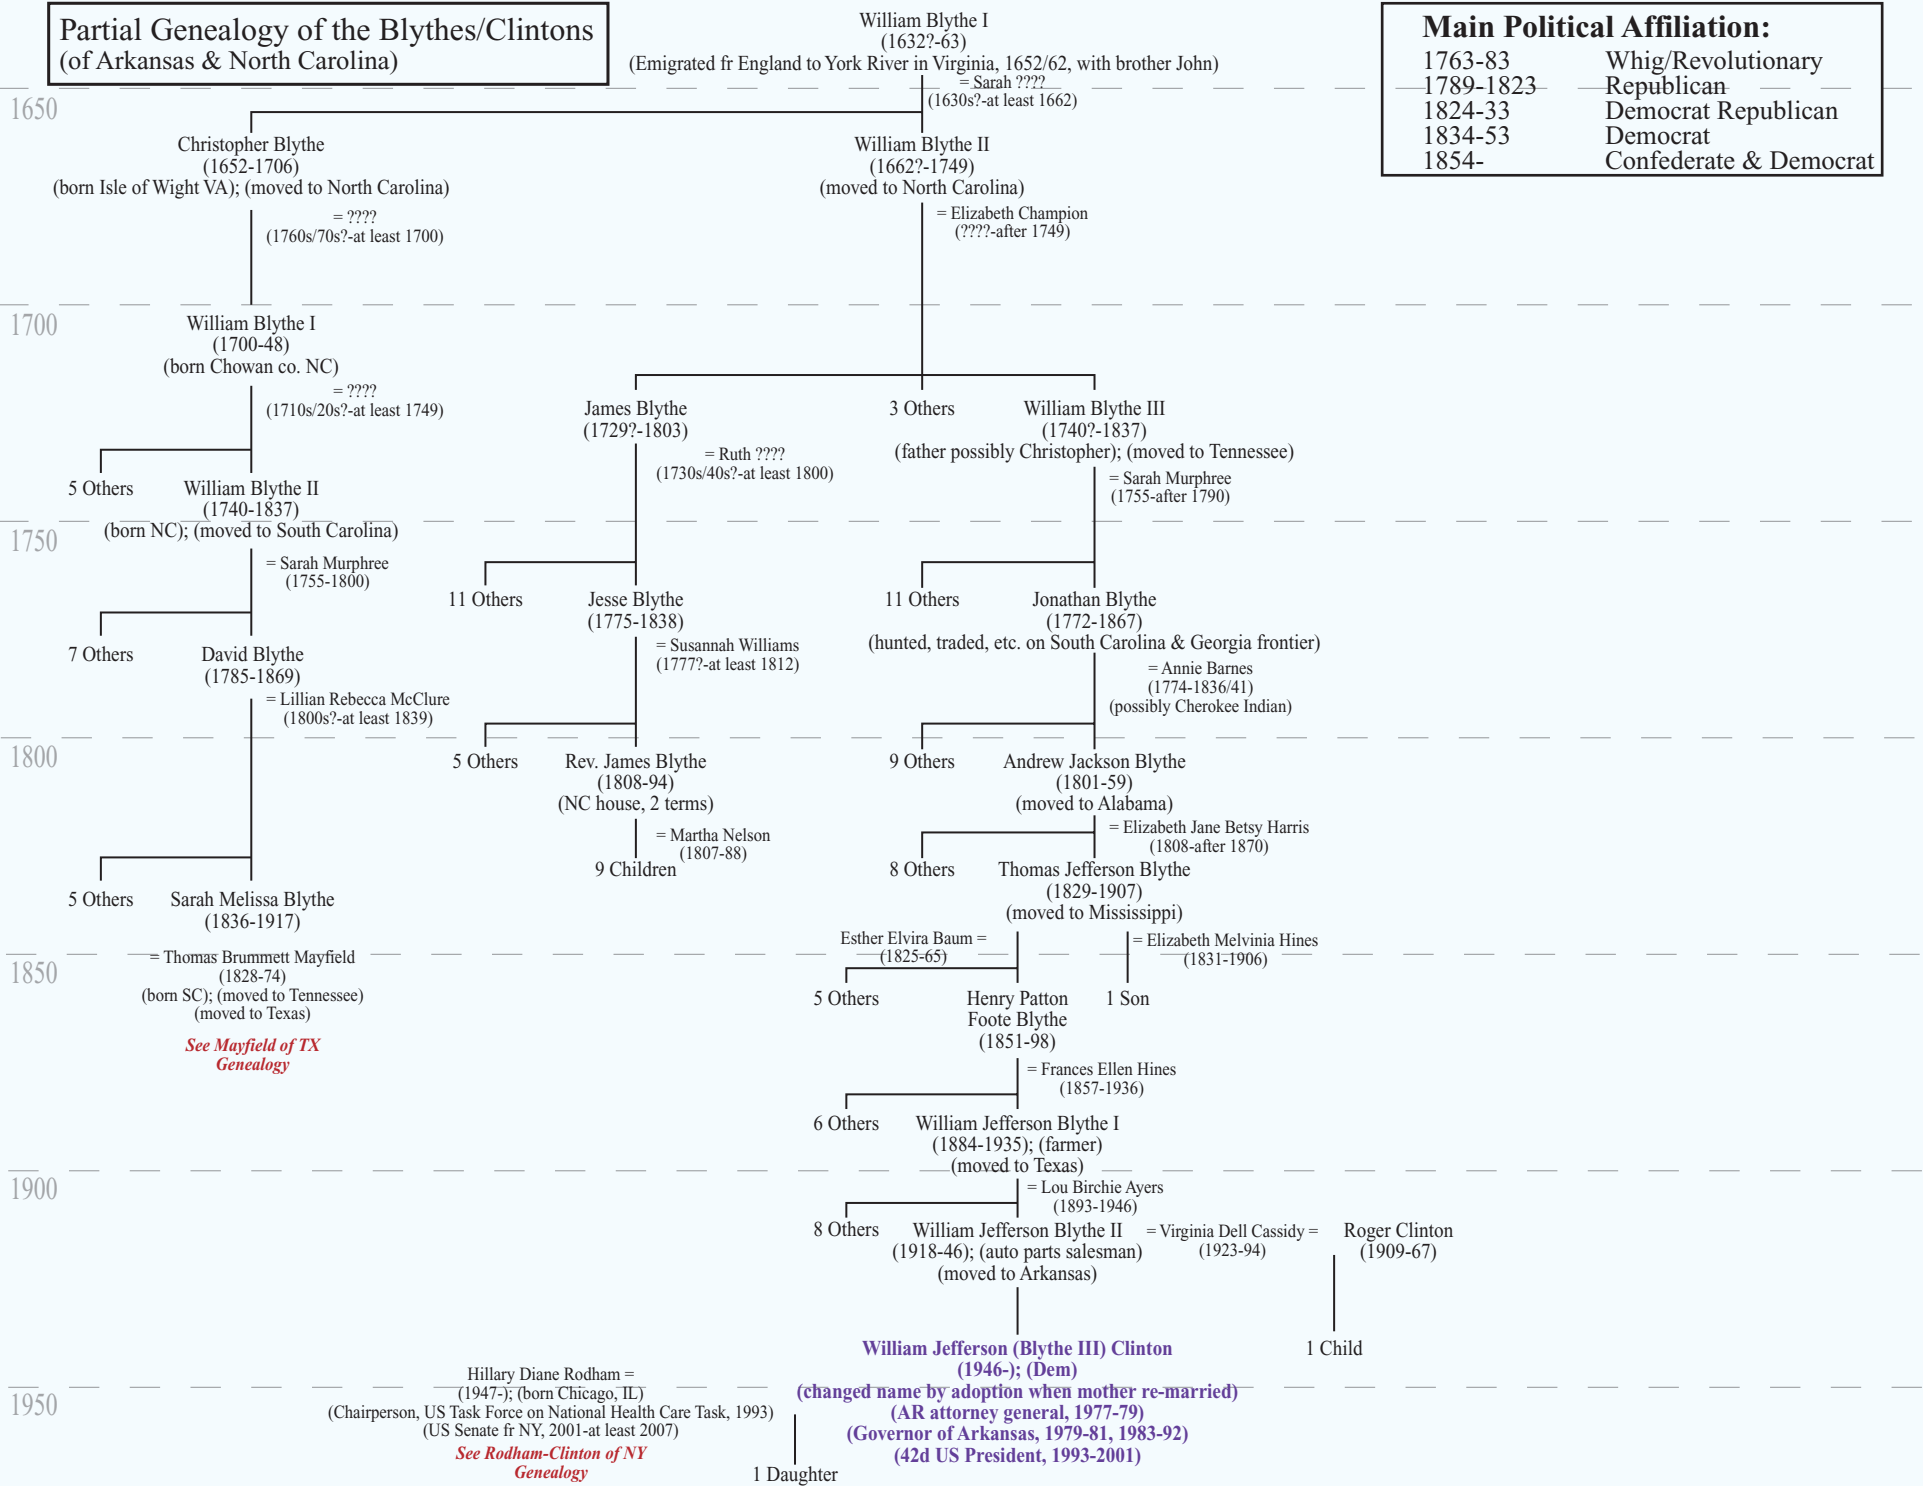 Partial Genealogy of the Blythes/Clintons
(of Arkansas & North Carolina)
Main Political Affiliation:
1763-83 Whig/Revolutionary
1789-1823 Republican
1824-33 Democrat Republican
1834-53 Democrat
1854- Confederate & Democrat
William Blythe I
(1632?-63)
(Emigrated fr England to York River in Virginia, 1652/62, with brother John)
= Sarah ????
(1630s?-at least 1662)
1650
Christopher Blythe
(1652-1706)
(born Isle of Wight VA); (moved to North Carolina)
= ????
(1760s/70s?-at least 1700)
William Blythe II
(1662?-1749)
(moved to North Carolina)
= Elizabeth Champion
(????-after 1749)
1700
William Blythe I
(1700-48)
(born Chowan co. NC)
= ????
(1710s/20s?-at least 1749)
James Blythe
(1729?-1803)
= Ruth ????
(1730s/40s?-at least 1800)
3 Others
William Blythe III
(1740?-1837)
(father possibly Christopher); (moved to Tennessee)
= Sarah Murphree
(1755-after 1790)
5 Others
William Blythe II
(1740-1837)
(born NC); (moved to South Carolina)
1750
= Sarah Murphree
(1755-1800)
11 Others
Jesse Blythe
(1775-1838)
= Susannah Williams
(1777?-at least 1812)
11 Others
Jonathan Blythe
(1772-1867)
(hunted, traded, etc. on South Carolina & Georgia frontier)
= Annie Barnes
(1774-1836/41)
(possibly Cherokee Indian)
7 Others
David Blythe
(1785-1869)
= Lillian Rebecca McClure
(1800s?-at least 1839)
1800
5 Others
Rev. James Blythe
(1808-94)
(NC house, 2 terms)
= Martha Nelson
(1807-88)
9 Children
9 Others
Andrew Jackson Blythe
(1801-59)
(moved to Alabama)
= Elizabeth Jane Betsy Harris
(1808-after 1870)
8 Others
Thomas Jefferson Blythe
(1829-1907)
(moved to Mississippi)
5 Others
Sarah Melissa Blythe
(1836-1917)
= Thomas Brummett Mayfield
(1828-74)
(born SC); (moved to Tennessee)
(moved to Texas)
See Mayfield of TX
Genealogy
1850
Esther Elvira Baum =
(1825-65)
= Elizabeth Melvinia Hines
(1831-1906)
5 Others
Henry Patton
Foote Blythe
(1851-98)
1 Son
= Frances Ellen Hines
(1857-1936)
6 Others
William Jefferson Blythe I
(1884-1935); (farmer)
(moved to Texas)
1900
= Lou Birchie Ayers
(1893-1946)
8 Others
William Jefferson Blythe II
(1918-46); (auto parts salesman)
(moved to Arkansas)
= Virginia Dell Cassidy =
(1923-94)
Roger Clinton
(1909-67)
1 Child
William Jefferson (Blythe III) Clinton
(1946-); (Dem)
(changed name by adoption when mother re-married)
(AR attorney general, 1977-79)
(Governor of Arkansas, 1979-81, 1983-92)
(42d US President, 1993-2001)
1950
Hillary Diane Rodham =
(1947-); (born Chicago, IL)
(Chairperson, US Task Force on National Health Care Task, 1993)
(US Senate fr NY, 2001-at least 2007)
See Rodham-Clinton of NY
Genealogy
1 Daughter